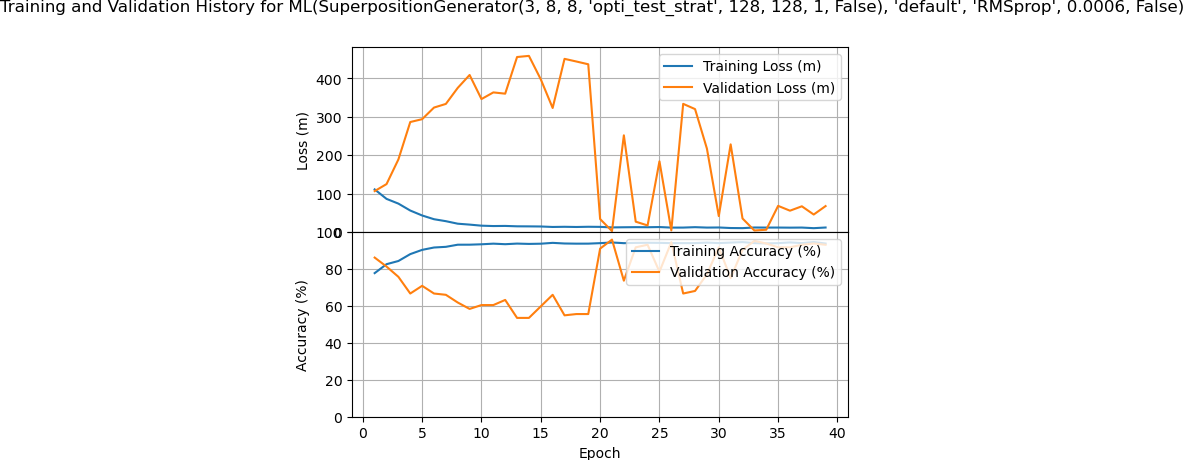 Training and Validation History for ML(SuperpositionGenerator(3, 8, 8, 'opti_test_strat', 128, 128, 1, False), 'default', 'RMSprop', 0.0006, False)
Training Loss (m)
Validation Loss (m)
400
300
200
100
0
Loss (m)
100
Training Accuracy (%)
Validation Accuracy (%)
80
60
40
20
0
Accuracy (%)
0 5 10 15 20 25 30 35 40
Epoch